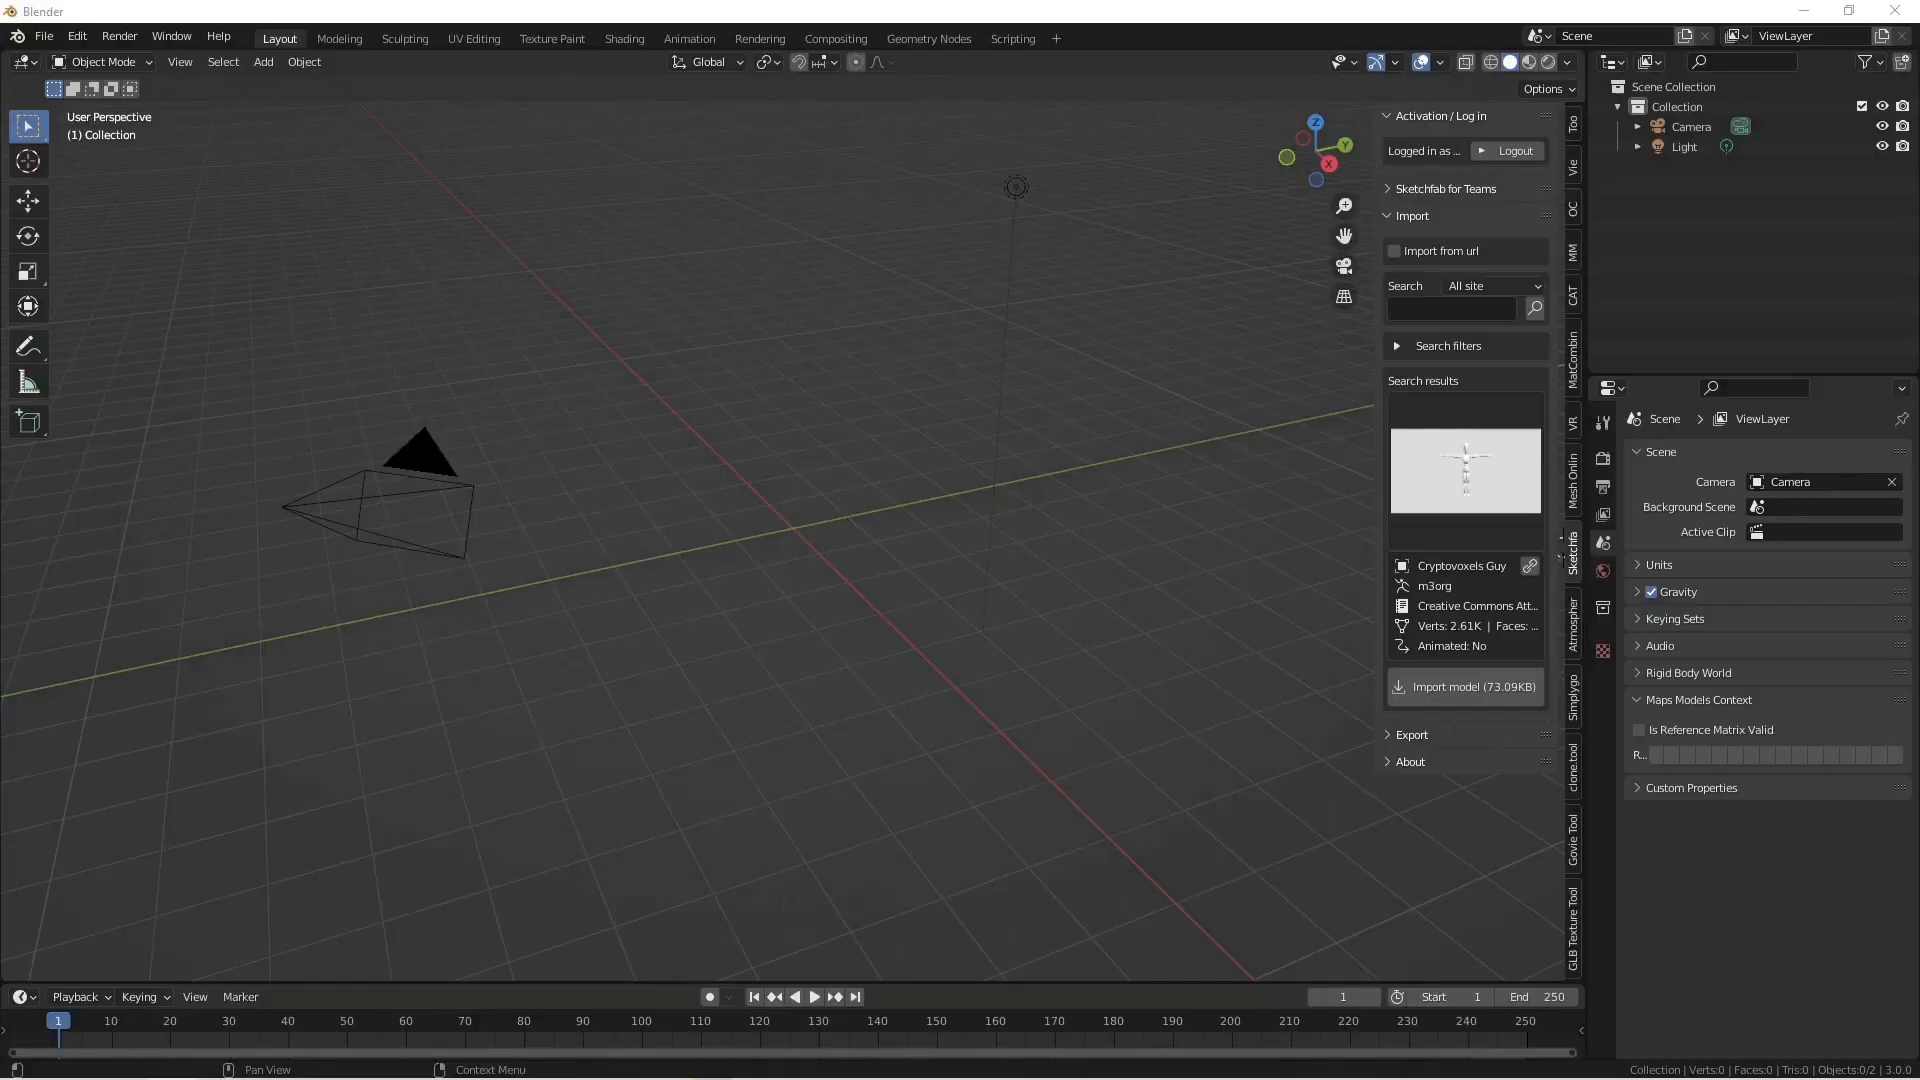 Blender
File Edit Render Window Help Layout Modeling Sculpting UV Editing Texture Paint Shading Animation Rendering Compositing Geometry Nodes Scripting +
Scene
ViewLayer
Object Mode View Select Add Object
Global
Options
User Perspective
(1) Collection
Z
Y
X
Activation / Log in
Logged in as ... Logout
Sketchfab for Teams
Import
Import from url
Search All site
Search filters
Search results
Cryptovoxels Guy
m3org
Creative Commons Att...
Verts: 2.61K | Faces: ...
Animated: No
Import model (73.09KB)
Export
About
Too
Vie
OC
MM
CAT
MatCombin
VR
Mesh Onlin
Sketchfa
Atmospher
Simplygo
clone.tool
Govie Tool
GLB Texture Tool
Scene Collection
Collection
Camera
Light
Scene ViewLayer
Scene
Camera Camera
Background Scene
Active Clip
Units
Gravity
Keying Sets
Audio
Rigid Body World
Maps Models Context
Is Reference Matrix Valid
R...
Custom Properties
Playback Keying View Marker
1 Start 1 End 250
1 10 20 30 40 50 60 70 80 90 100 110 120 130 140 150 160 170 180 190 200 210 220 230 240 250
Pan View Context Menu
Collection | Verts:0 | Faces:0 | Tris:0 | Objects:0/2 | 3.0.0